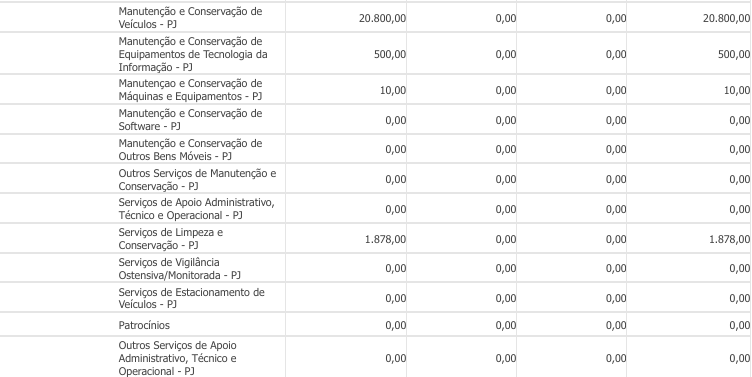 Manutenção e Conservação de
Veículos - PJ 20.800,00 0,00 0,00 20.800,00
Manutenção e Conservação de
Equipamentos de Tecnologia da
Informação - PJ 500,00 0,00 0,00 500,00
Manutençao e Conservação de
Máquinas e Equipamentos - PJ 10,00 0,00 0,00 10,00
Manutenção e Conservação de
Software - PJ 0,00 0,00 0,00 0,00
Manutenção e Conservação de
Outros Bens Móveis - PJ 0,00 0,00 0,00 0,00
Outros Serviços de Manutenção e
Conservação - PJ 0,00 0,00 0,00 0,00
Serviços de Apoio Administrativo,
Técnico e Operacional - PJ 0,00 0,00 0,00 0,00
Serviços de Limpeza e
Conservação - PJ 1.878,00 0,00 0,00 1.878,00
Serviços de Vigilância
Ostensiva/Monitorada - PJ 0,00 0,00 0,00 0,00
Serviços de Estacionamento de
Veículos - PJ 0,00 0,00 0,00 0,00
Patrocínios 0,00 0,00 0,00 0,00
Outros Serviços de Apoio
Administrativo, Técnico e
Operacional - PJ 0,00 0,00 0,00 0,00